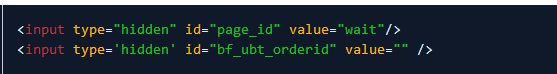 <input type="hidden" id="page_id" value="wait"/>
<input type='hidden' id="bf_ubt_orderid" value="" />